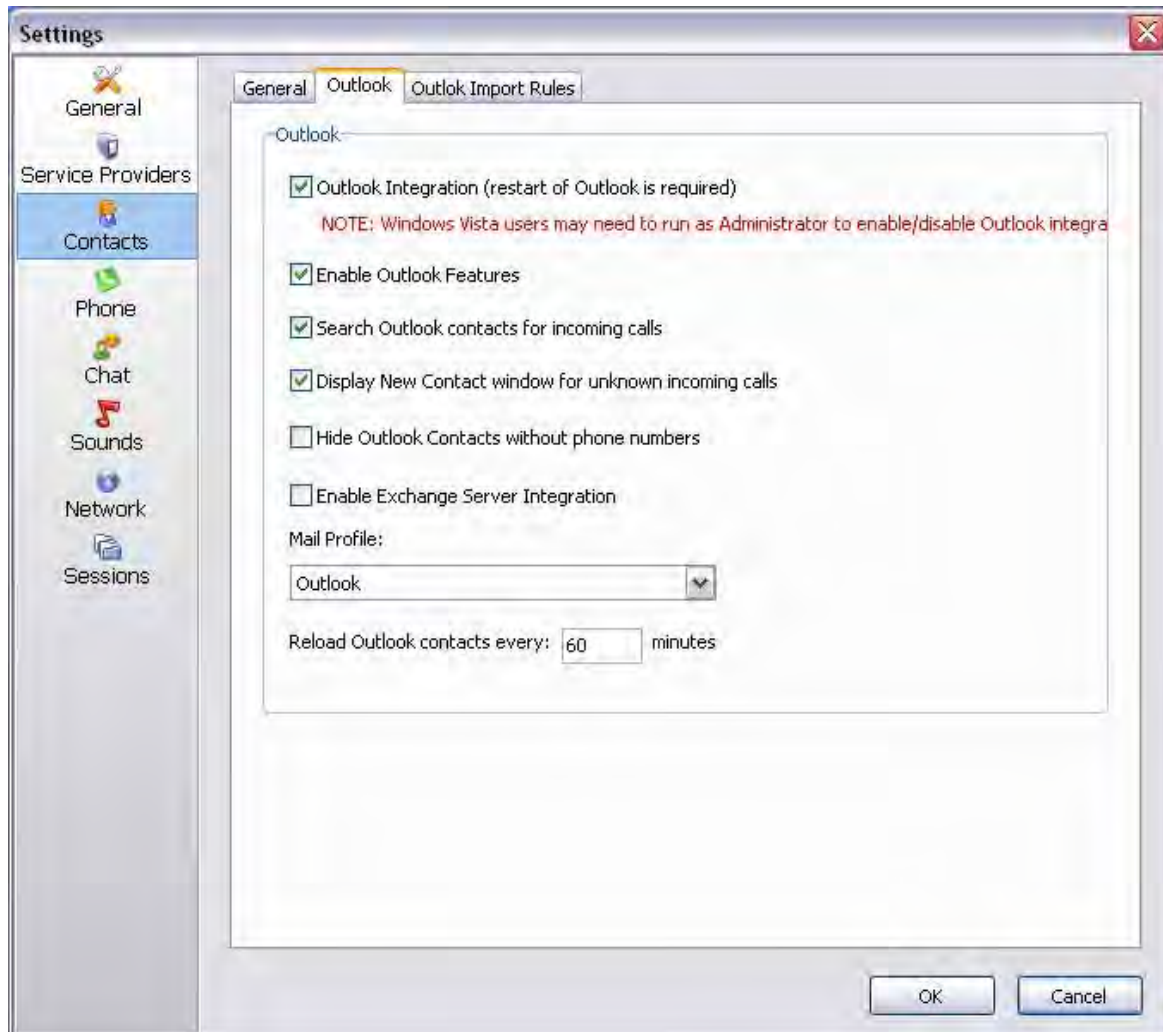 Settings
General
Service Providers
Contacts
Phone
Chat
Sounds
Network
Sessions
General Outlook Outlok Import Rules
Outlook
Outlook Integration (restart of Outlook is required)
NOTE: Windows Vista users may need to run as Administrator to enable/disable Outlook integra
Enable Outlook Features
Search Outlook contacts for incoming calls
Display New Contact window for unknown incoming calls
Hide Outlook Contacts without phone numbers
Enable Exchange Server Integration
Mail Profile:
Outlook
Reload Outlook contacts every: 60 minutes
OK Cancel